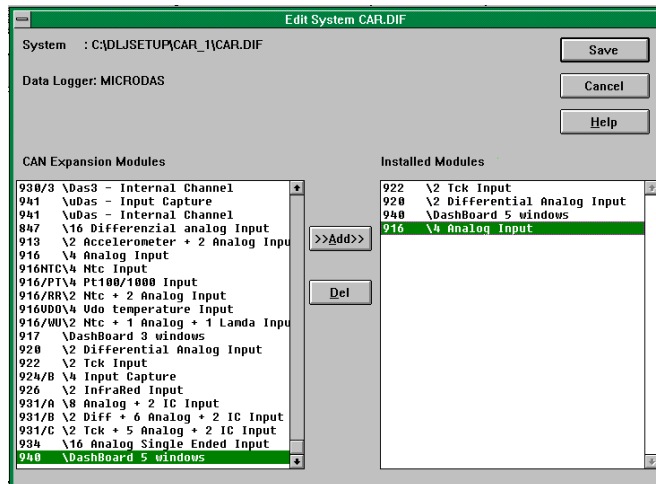 Edit System CAR.DIF
System : C:\DLJSETUP\CAR_1\CAR.DIF
Save
Data Logger: MICRODAS
Cancel
Help
CAN Expansion Modules
Installed Modules
930/3 \Das3 - Internal Channel
941 \uDas - Input Capture
941 \uDas - Internal Channel
847 \16 Differenzial analog Input
913 \2 Accelerometer + 2 Analog Inpu
916 \4 Analog Input
916NTC\4 Ntc Input
916/PT\4 Pt100/1000 Input
916/RR\2 Ntc + 2 Analog Input
916VDO\4 Vdo temperature Input
916/WU\2 Ntc + 1 Analog + 1 Lamda Inpu
917 \DashBoard 3 windows
920 \2 Differential Analog Input
922 \2 Tck Input
924/B \4 Input Capture
926 \2 InfraRed Input
931/A \8 Analog + 2 IC Input
931/B \2 Diff + 6 Analog + 2 IC Input
931/C \2 Tck + 5 Analog + 2 IC Input
934 \16 Analog Single Ended Input
940 \DashBoard 5 windows
>>Add>>
Del
922 \2 Tck Input
920 \2 Differential Analog Input
940 \DashBoard 5 windows
916 \4 Analog Input